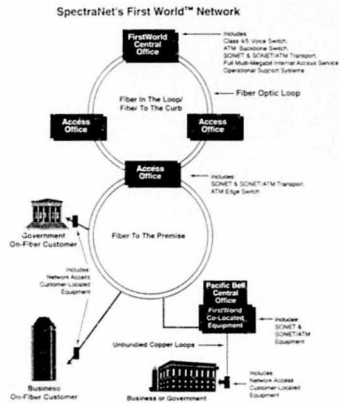 SpectraNet's First World™ Network
FirstWorld
Central
Office
Includes:
Class 4/5 Voice Switch,
ATM Backbone Switch,
SONET & SONET/ATM Transport,
Full Multi-Megabit Internet Access Service
Operational Support Systems
Fiber In The Loop/
Fiber To The Curb
Fiber Optic Loop
Access
Office
Access
Office
Access
Office
Includes:
SONET & SONET/ATM Transport,
ATM Edge Switch
Government
On-Fiber Customer
Fiber To The Premise
Includes:
Network Access
Customer-Located
Equipment
Pacific Bell
Central
Office
FirstWorld
Co-Located
Equipment
Includes:
SONET &
SONET/ATM
Equipment
Unbundled Copper Loops
Includes:
Network Access
Customer-Located
Equipment
Business
On-Fiber Customer
Business or Government